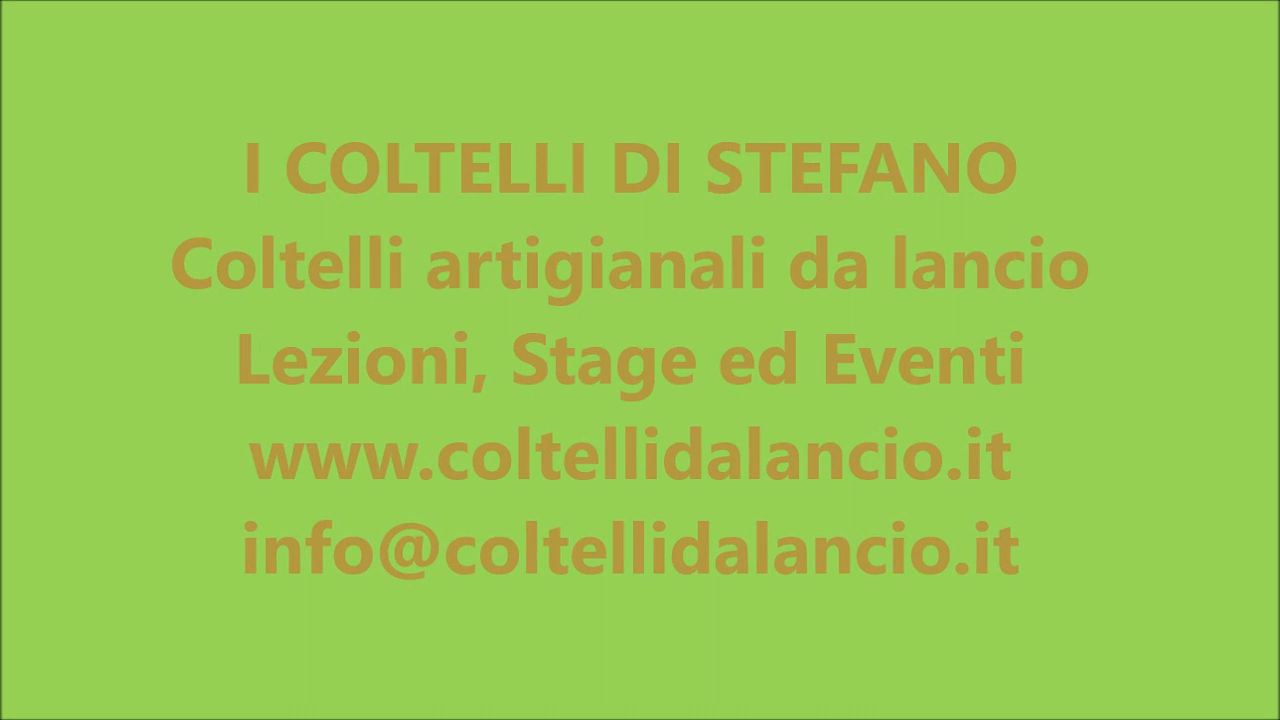 I COLTELLI DI STEFANO
Coltelli artigianali da lancio
Lezioni, Stage ed Eventi
www.coltellidalancio.it
info@coltellidalancio.it